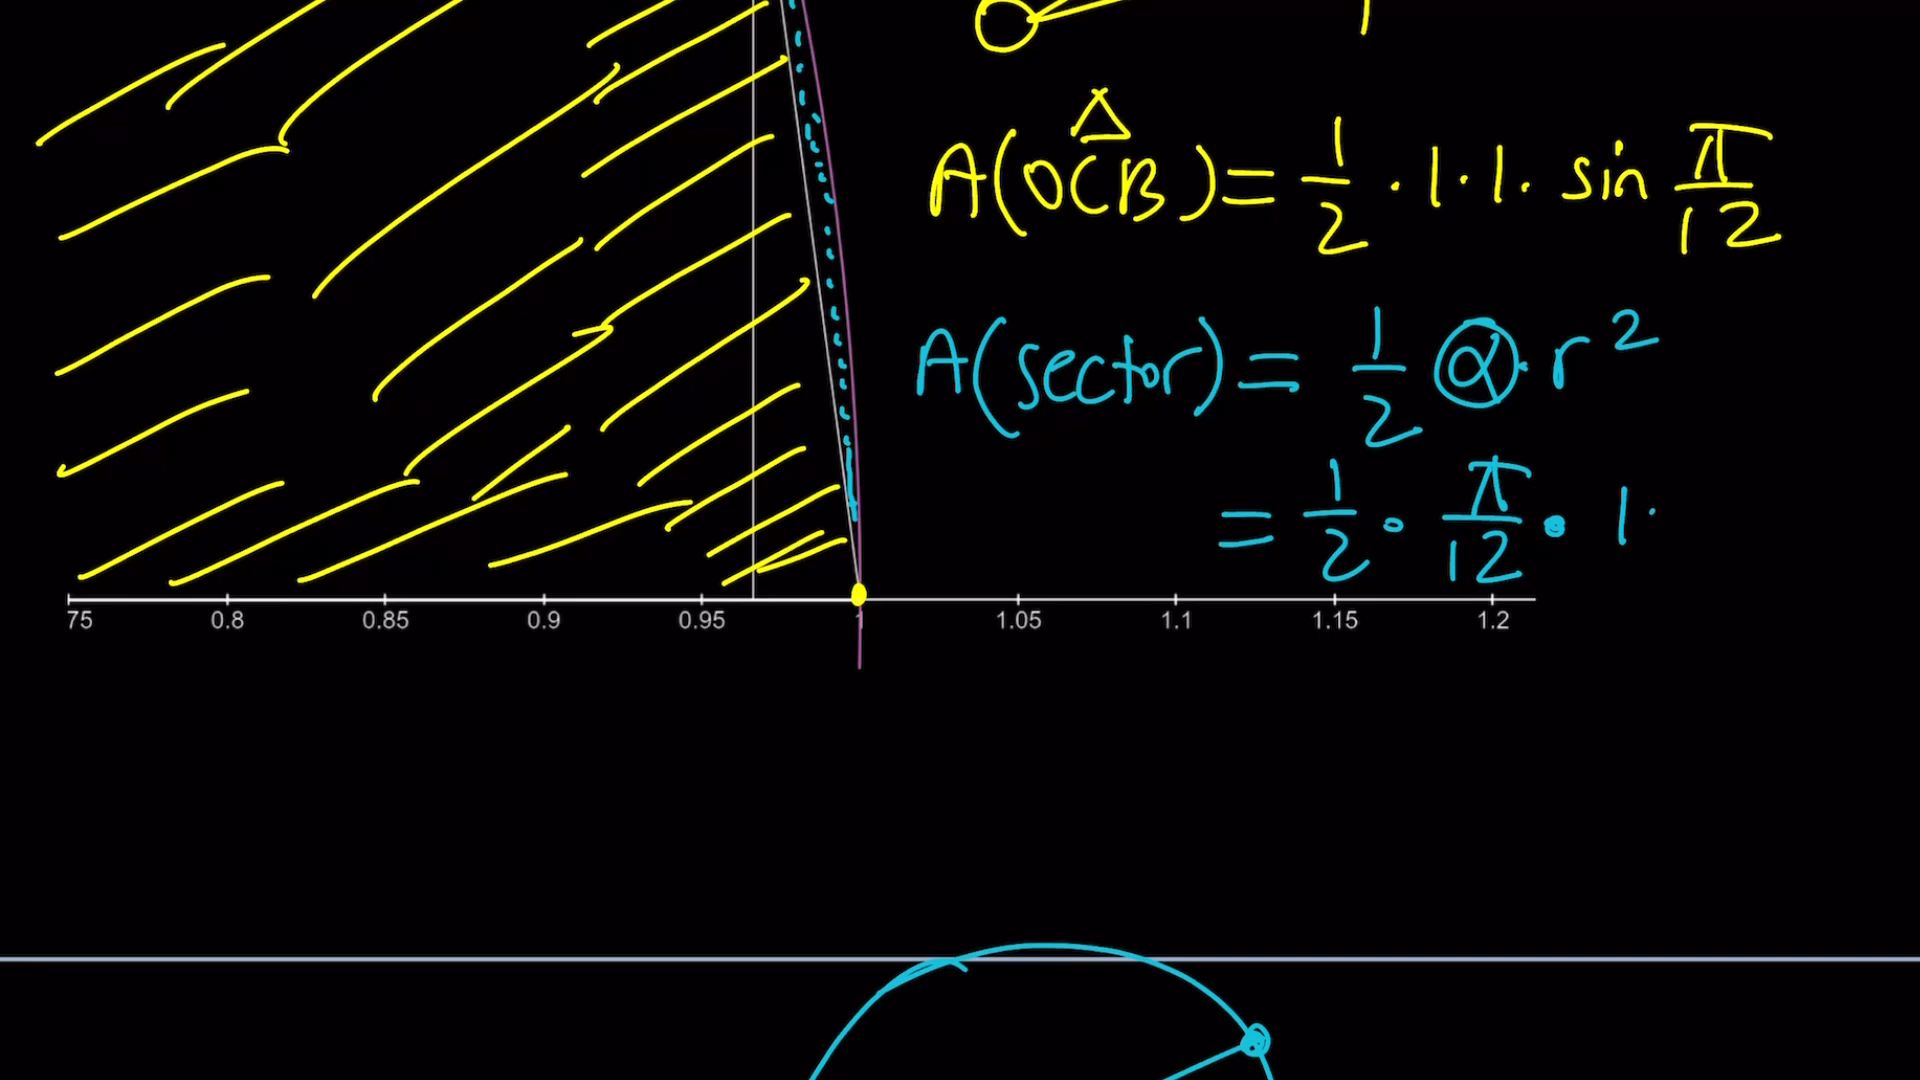 A(OCB) = 1/2 · 1 · 1 · sin π/12
A(sector) = 1/2 α · r²
= 1/2 · π/12 · 1 ·
75 0.8 0.85 0.9 0.95 1 1.05 1.1 1.15 1.2